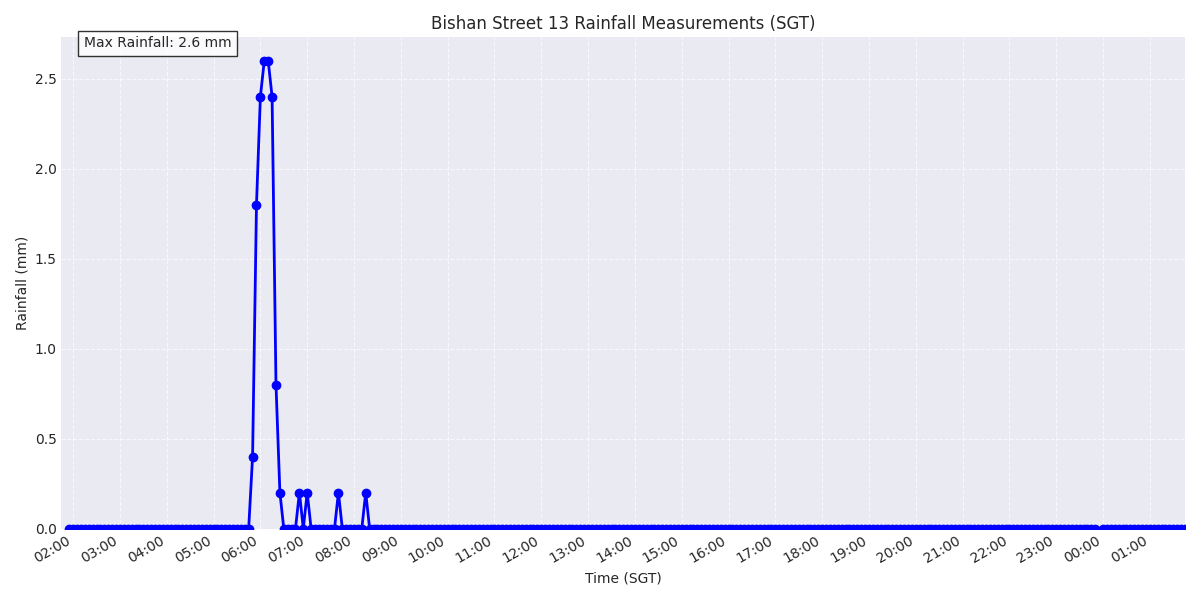 Bishan Street 13 Rainfall Measurements (SGT)
Max Rainfall: 2.6 mm
Rainfall (mm)
2.5
2.0
1.5
1.0
0.5
0.0
02:00 03:00 04:00 05:00 06:00 07:00 08:00 09:00 10:00 11:00 12:00 13:00 14:00 15:00 16:00 17:00 18:00 19:00 20:00 21:00 22:00 23:00 00:00 01:00
Time (SGT)